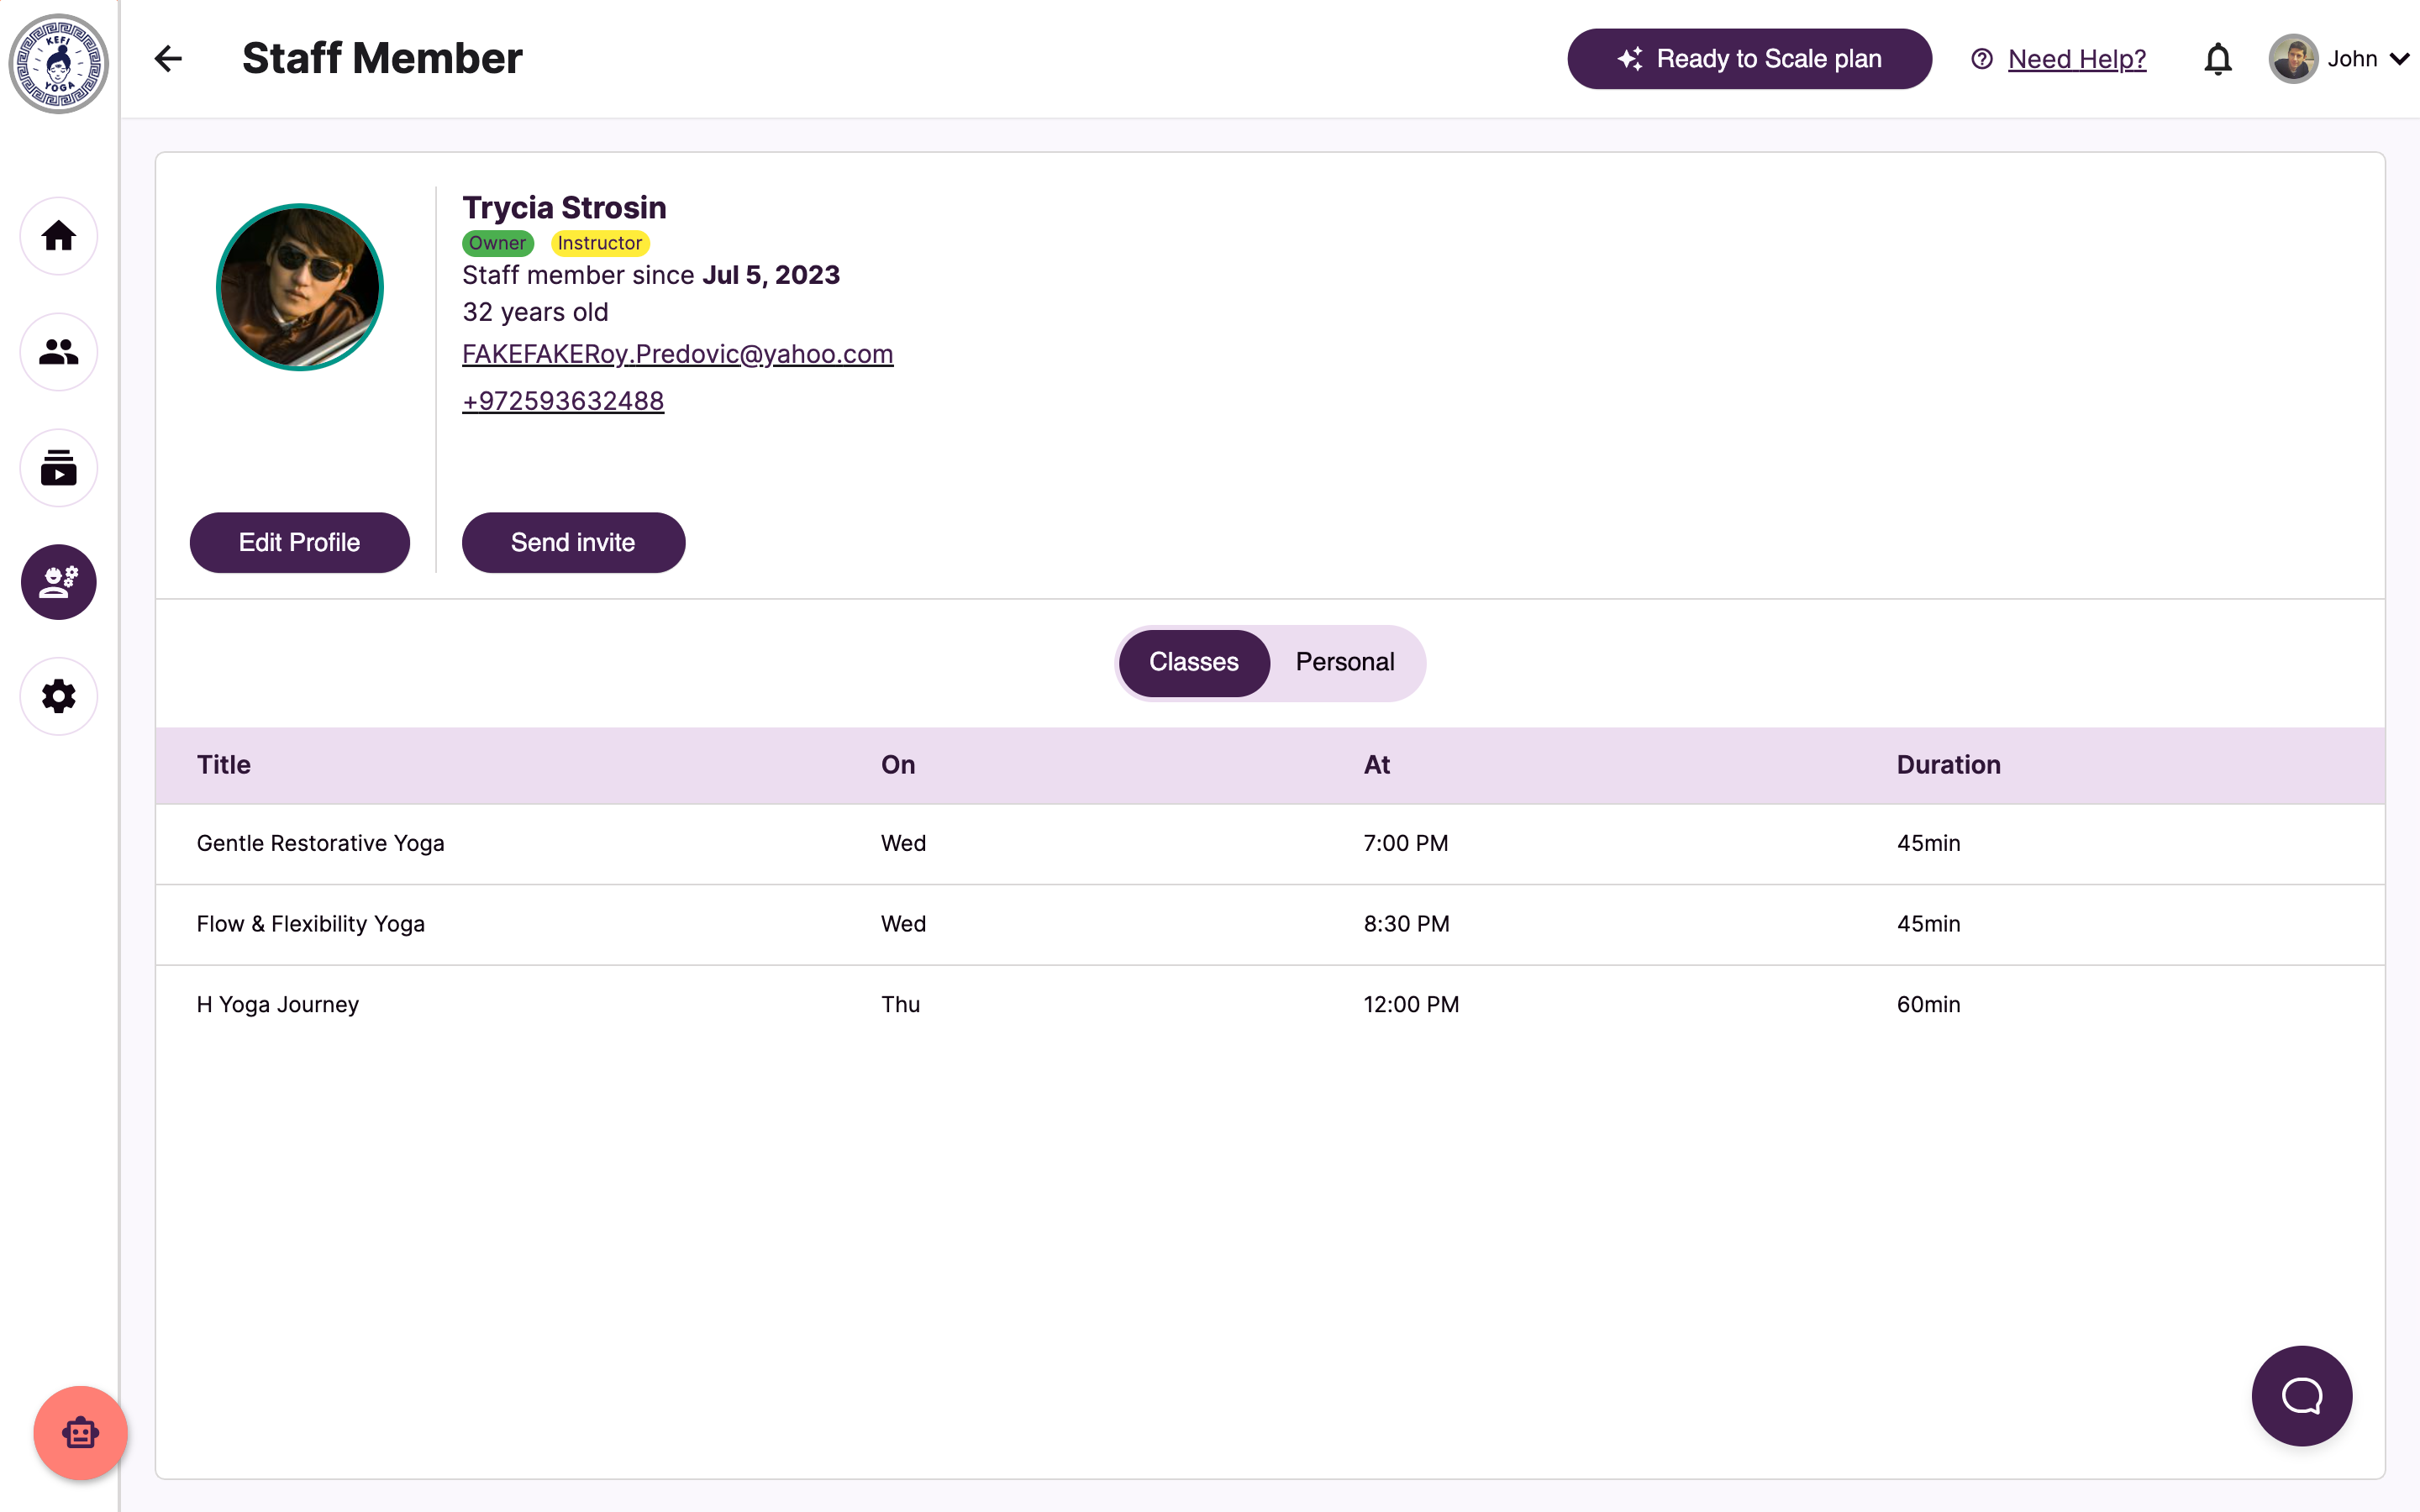 KEFI
YOGA
Staff Member
Ready to Scale plan
Need Help?
John
Trycia Strosin
Owner Instructor
Staff member since Jul 5, 2023
32 years old
FAKEFAKERoy.Predovic@yahoo.com
+972593632488
Edit Profile
Send invite
Classes Personal
Title On At Duration
Gentle Restorative Yoga Wed 7:00 PM 45min
Flow & Flexibility Yoga Wed 8:30 PM 45min
H Yoga Journey Thu 12:00 PM 60min